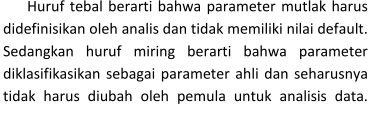 Huruf tebal berarti bahwa parameter mutlak harus
didefinisikan oleh analis dan tidak memiliki nilai default.
Sedangkan huruf miring berarti bahwa parameter
diklasifikasikan sebagai parameter ahli dan seharusnya
tidak harus diubah oleh pemula untuk analisis data.